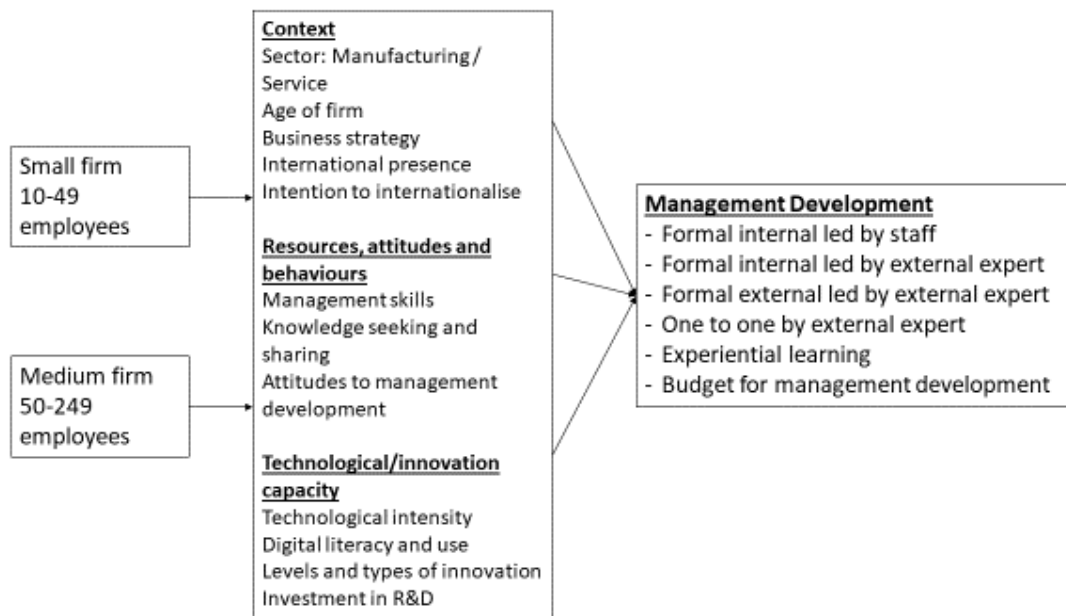 Small firm
10-49
employees
Medium firm
50-249
employees
Context
Sector: Manufacturing /
Service
Age of firm
Business strategy
International presence
Intention to internationalise
Resources, attitudes and
behaviours
Management skills
Knowledge seeking and
sharing
Attitudes to management
development
Technological/innovation
capacity
Technological intensity
Digital literacy and use
Levels and types of innovation
Investment in R&D
Management Development
- Formal internal led by staff
- Formal internal led by external expert
- Formal external led by external expert
- One to one by external expert
- Experiential learning
- Budget for management development